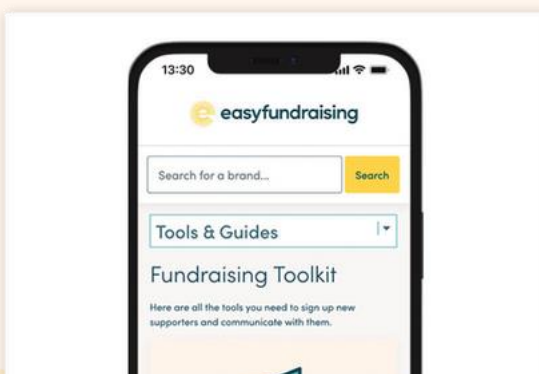 13:30
easyfundraising
Search for a brand...
Search
Tools & Guides
Fundraising Toolkit
Here are all the tools you need to sign up new
supporters and communicate with them.